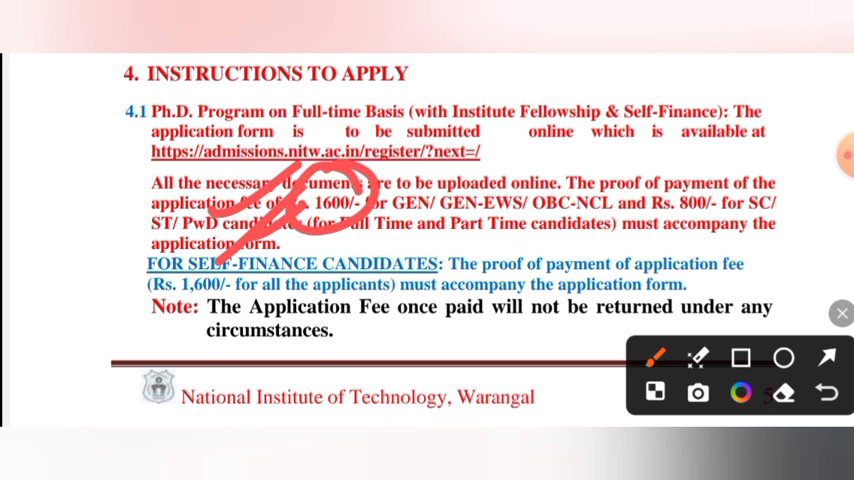 4. INSTRUCTIONS TO APPLY
4.1 Ph.D. Program on Full-time Basis (with Institute Fellowship & Self-Finance): The
application form is to be submitted online which is available at
https://admissions.nitw.ac.in/register/?next=/
All the necessary documents are to be uploaded online. The proof of payment of the
application fee of Rs. 1600/- for GEN/ GEN-EWS/ OBC-NCL and Rs. 800/- for SC/
ST/ PwD candidates (for Full Time and Part Time candidates) must accompany the
application form.
FOR SELF-FINANCE CANDIDATES: The proof of payment of application fee
(Rs. 1,600/- for all the applicants) must accompany the application form.
Note: The Application Fee once paid will not be returned under any
circumstances.
National Institute of Technology, Warangal